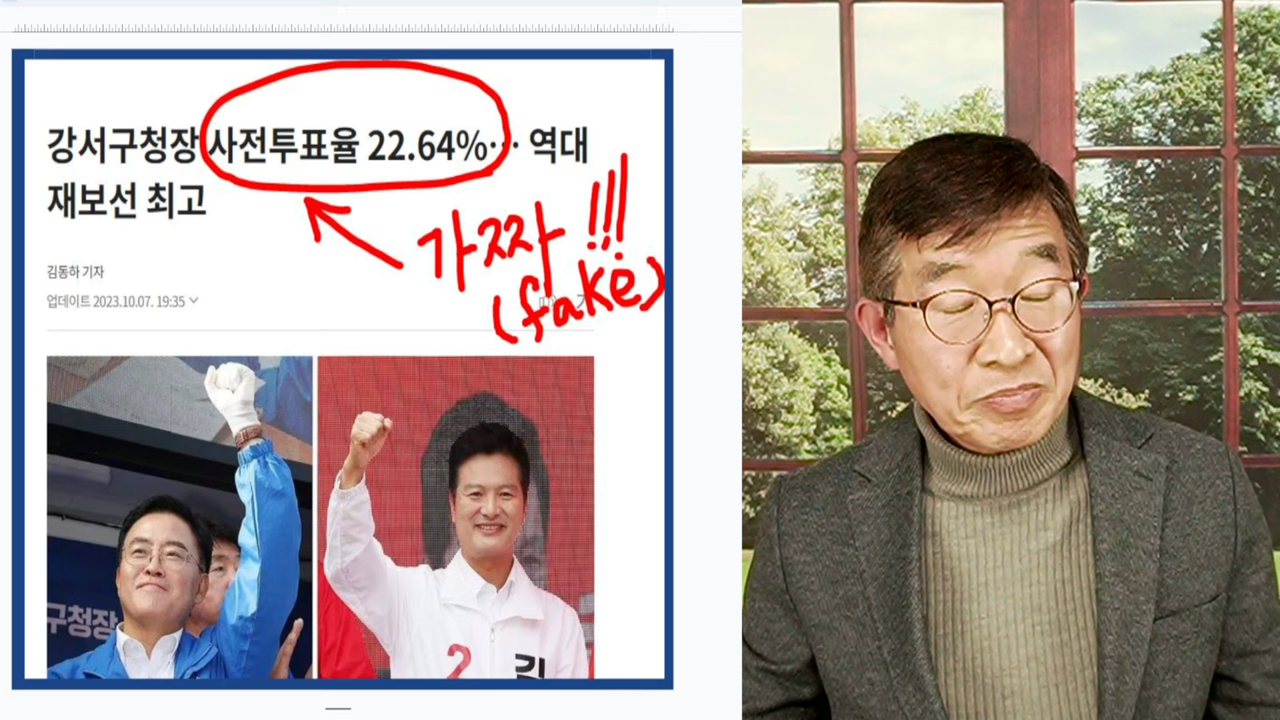 강서구청장 사전투표율 22.64%… 역대
재보선 최고
가짜!!!
(fake)
김동하 기자
업데이트 2023.10.07. 19:35
구청장
2
김